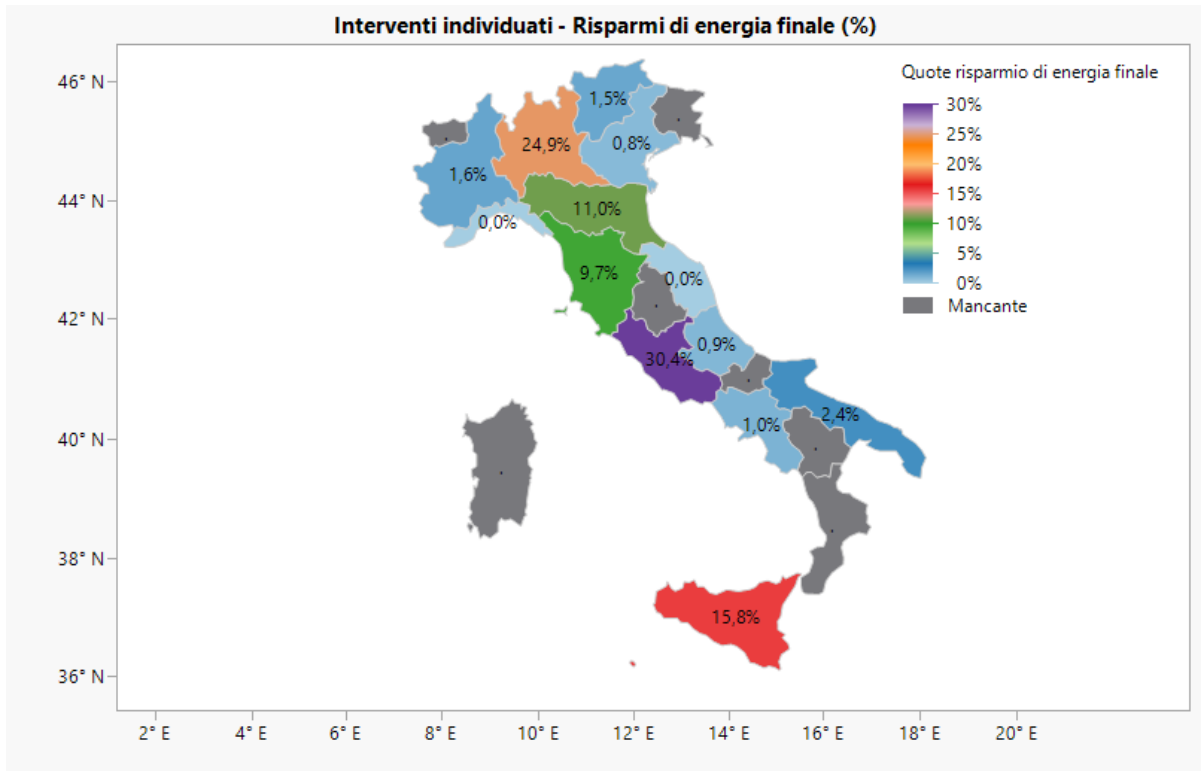 Interventi individuati - Risparmi di energia finale (%)
Quote risparmio di energia finale
30%
25%
20%
15%
10%
5%
0%
Mancante
46° N
44° N
42° N
40° N
38° N
36° N
1,5%
24,9%
0,8%
1,6%
11,0%
0,0%
9,7%
0,0%
30,4%
0,9%
1,0%
2,4%
15,8%
2° E
4° E
6° E
8° E
10° E
12° E
14° E
16° E
18° E
20° E